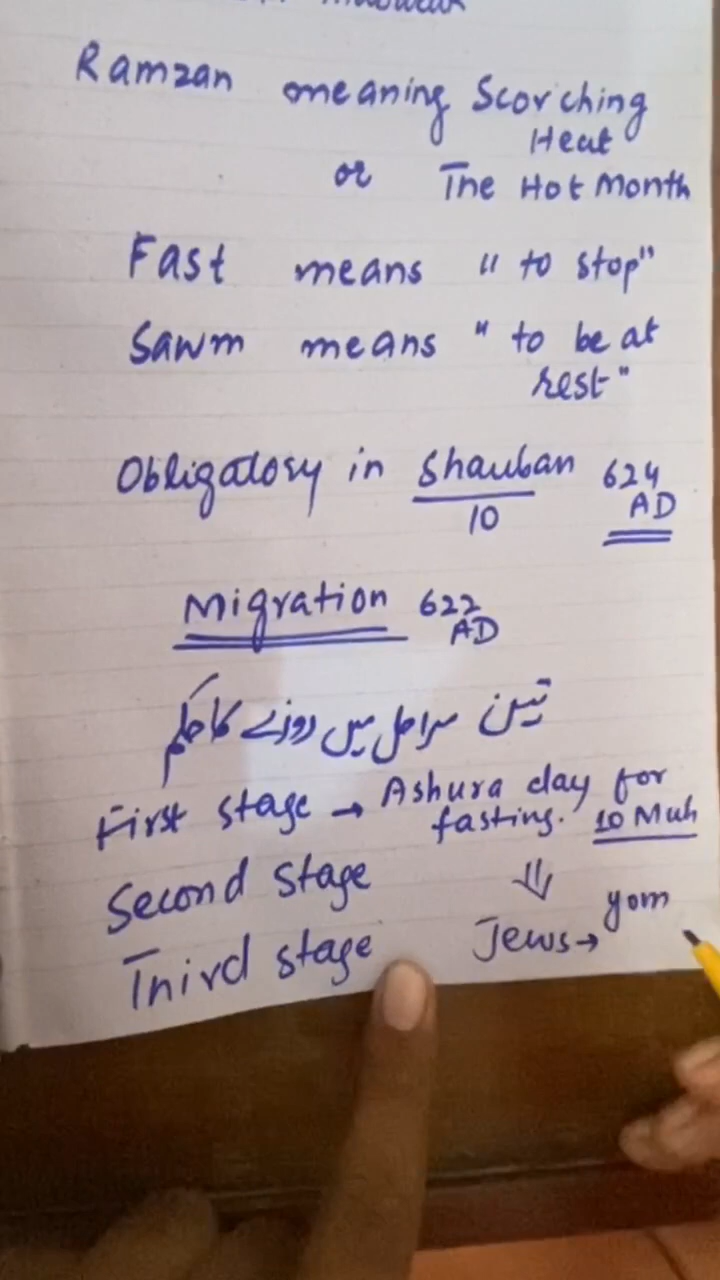 Ramzan meaning Scorching
Heat
or The Hot Month
Fast means " to stop"
Sawm means " to be at
rest"
Obligatory in Shauban 624
10 AD
Migration 622
AD
تین مراحل میں روزے کا حکم
First stage → Ashura day for
fasting. 10 Muh
Second stage ⇓
Third stage Jews → yom